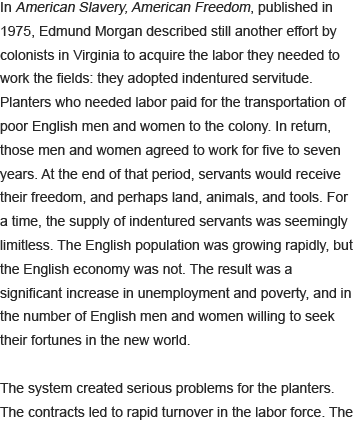 In American Slavery, American Freedom, published in
1975, Edmund Morgan described still another effort by
colonists in Virginia to acquire the labor they needed to
work the fields: they adopted indentured servitude.
Planters who needed labor paid for the transportation of
poor English men and women to the colony. In return,
those men and women agreed to work for five to seven
years. At the end of that period, servants would receive
their freedom, and perhaps land, animals, and tools. For
a time, the supply of indentured servants was seemingly
limitless. The English population was growing rapidly, but
the English economy was not. The result was a
significant increase in unemployment and poverty, and in
the number of English men and women willing to seek
their fortunes in the new world.
The system created serious problems for the planters.
The contracts led to rapid turnover in the labor force. The